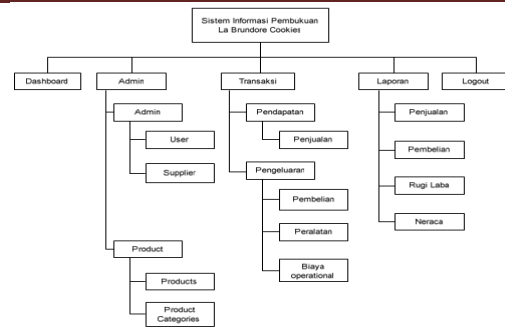 Sistem Informasi Pembukuan
La Brundore Cookies
Dashboard
Admin
Transaksi
Laporan
Logout
Admin
User
Supplier
Product
Products
Product
Categories
Pendapatan
Penjualan
Pengeluaran
Pembelian
Peralatan
Biaya
operasional
Penjualan
Pembelian
Rugi Laba
Neraca